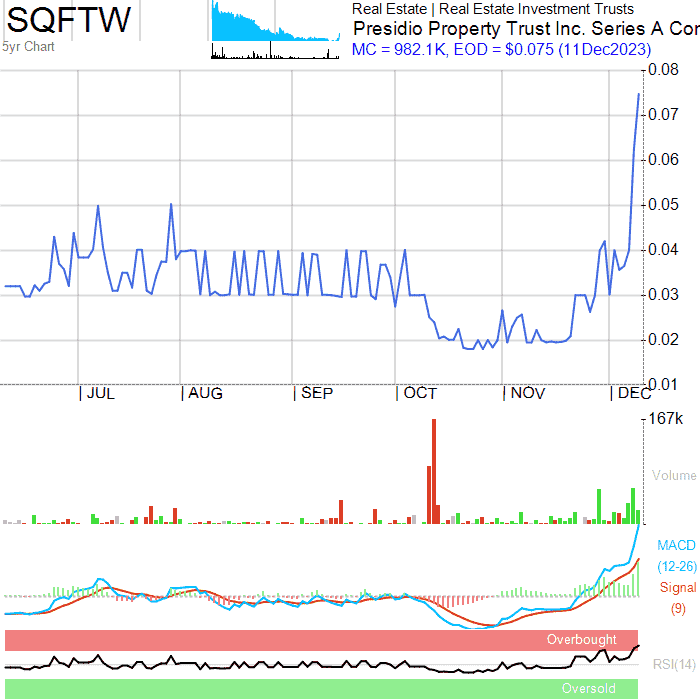 SQFTW
5yr Chart
Real Estate | Real Estate Investment Trusts
Presidio Property Trust Inc. Series A Cor
MC = 982.1K, EOD = $0.075 (11Dec2023)
0.08
0.07
0.06
0.05
0.04
0.03
0.02
0.01
| JUL | AUG | SEP | OCT | NOV | DEC
167k
Volume
MACD
(12-26)
Signal
(9)
Overbought
RSI(14)
Oversold